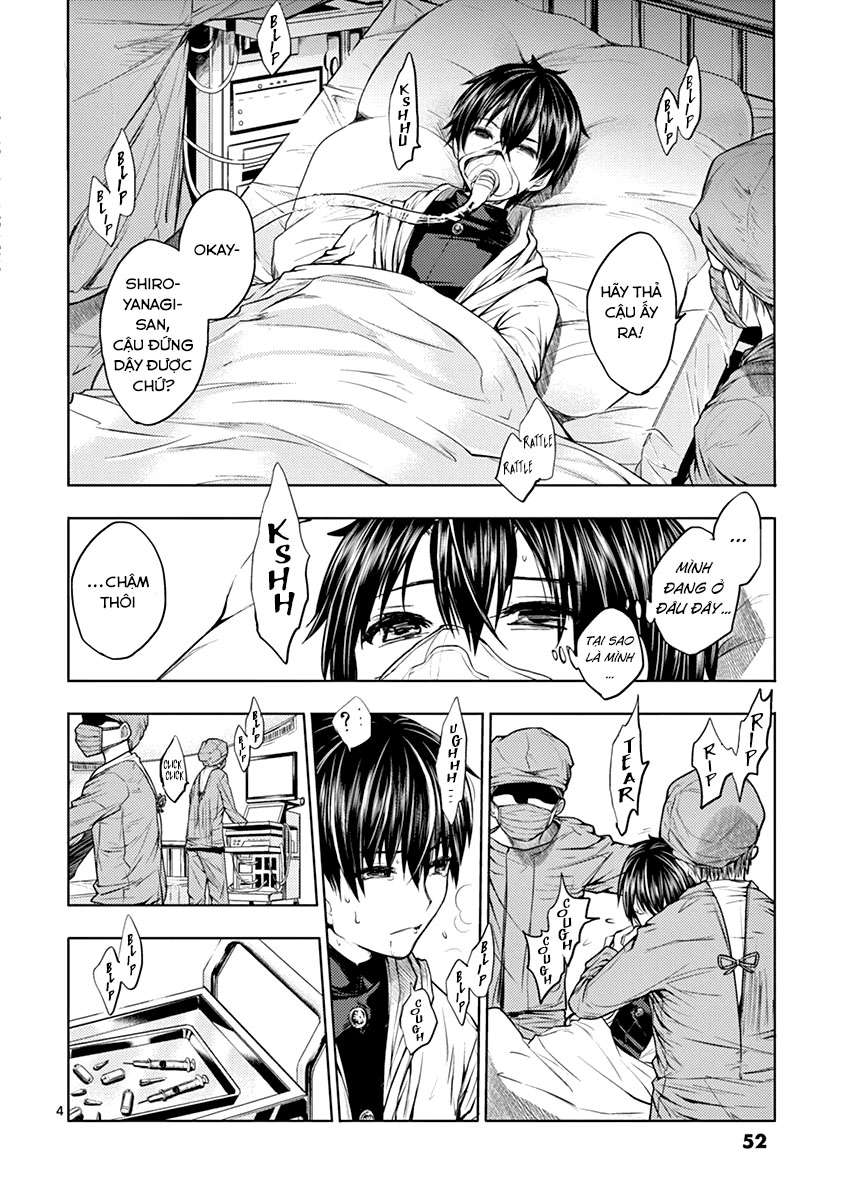 BLIP
BLIP
KSHHU
BLIP
BLIP
BLIP
BLIP
HÃY THẢ
CẬU ẤY
RA!
OKAY-
SHIRO-
YANAGI-
SAN,
CẬU ĐỨNG
DẬY ĐƯỢC
CHỨ?
RATTLE
RATTLE
...
MÌNH
ĐANG Ở
ĐÂU ĐÂY...
TẠI SAO
LÀ MÌNH
...
KSHH
...CHẬM
THÔI
RIP
RIP
TEAR
COUGH
COUGH
COUGH
UGHHH
...
?
...
COUGH
COUGH
BLIP
BLIP
BLIP
BLIP
CLICK
CLICK
BLIP
BLIP
4
52